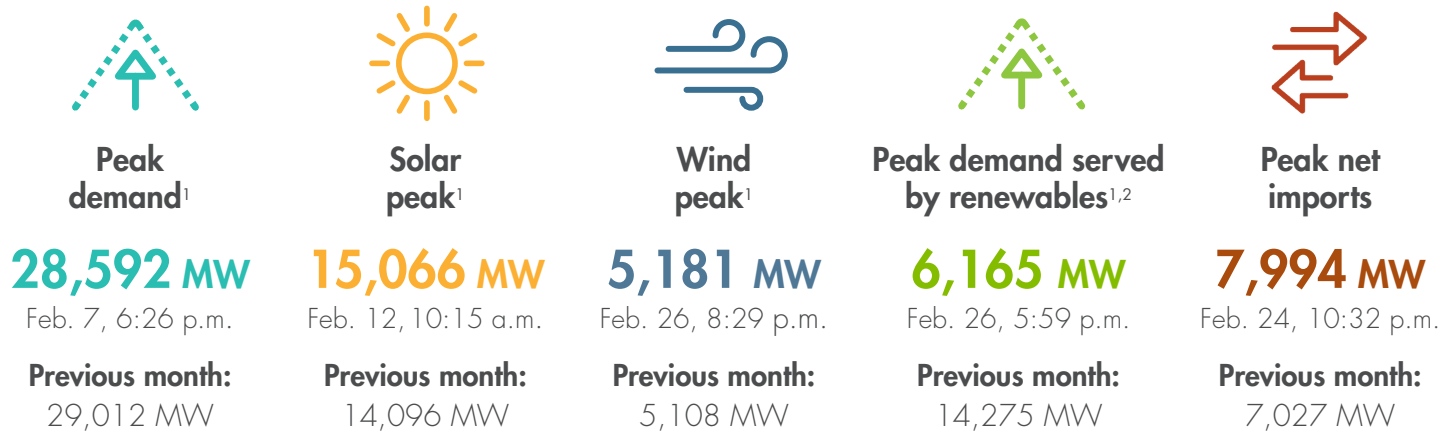 Peak
demand¹
28,592 MW
Feb. 7, 6:26 p.m.
Previous month:
29,012 MW
Solar
peak¹
15,066 MW
Feb. 12, 10:15 a.m.
Previous month:
14,096 MW
Wind
peak¹
5,181 MW
Feb. 26, 8:29 p.m.
Previous month:
5,108 MW
Peak demand served
by renewables¹,²
6,165 MW
Feb. 26, 5:59 p.m.
Previous month:
14,275 MW
Peak net
imports
7,994 MW
Feb. 24, 10:32 p.m.
Previous month:
7,027 MW